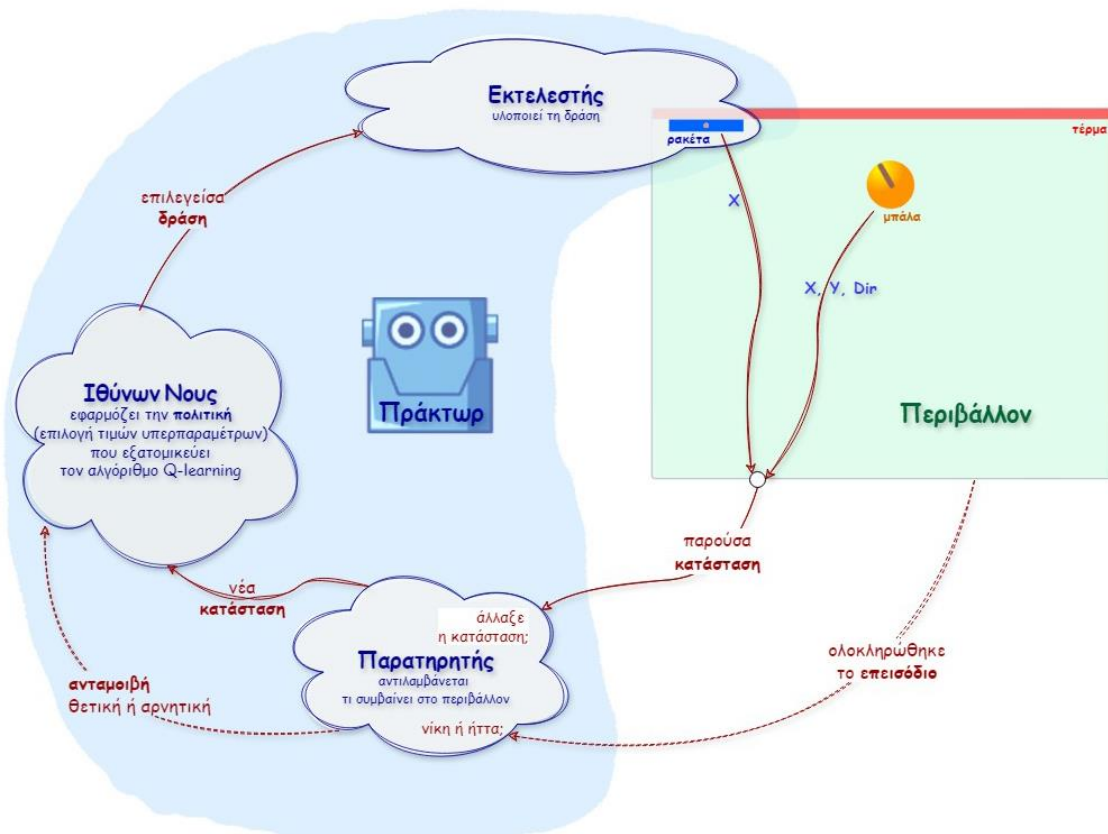 Εκτελεστής
υλοποιεί τη δράση
ρακέτα
τέρμα
μπάλα
X
X, Y, Dir
επιλεγείσα
δράση
Ιθύνων Νους
εφαρμόζει την πολιτική
(επιλογή τιμών υπερπαραμέτρων)
που εξατομικεύει
τον αλγόριθμο Q-learning
Πράκτωρ
Περιβάλλον
παρούσα
κατάσταση
νέα
κατάσταση
άλλαξε
η κατάσταση;
Παρατηρητής
αντιλαμβάνεται
τι συμβαίνει στο περιβάλλον
νίκη ή ήττα;
ανταμοιβή
θετική ή αρνητική
ολοκληρώθηκε
το επεισόδιο